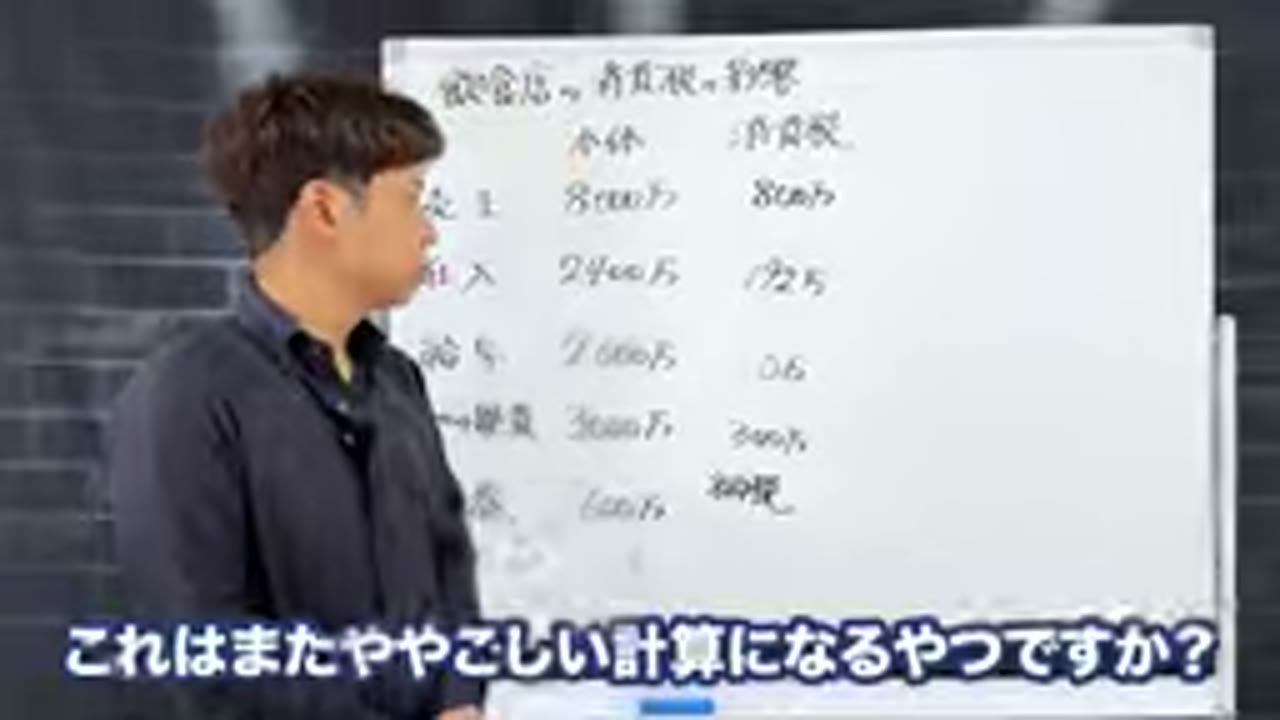 飲食店の消費税の影響
本体 消費税
売上 8000万 800万
仕入 2400万 192万
給与 2000万 0万
経費 3000万 300万
600万
これはまたややこしい計算になるやつですか？